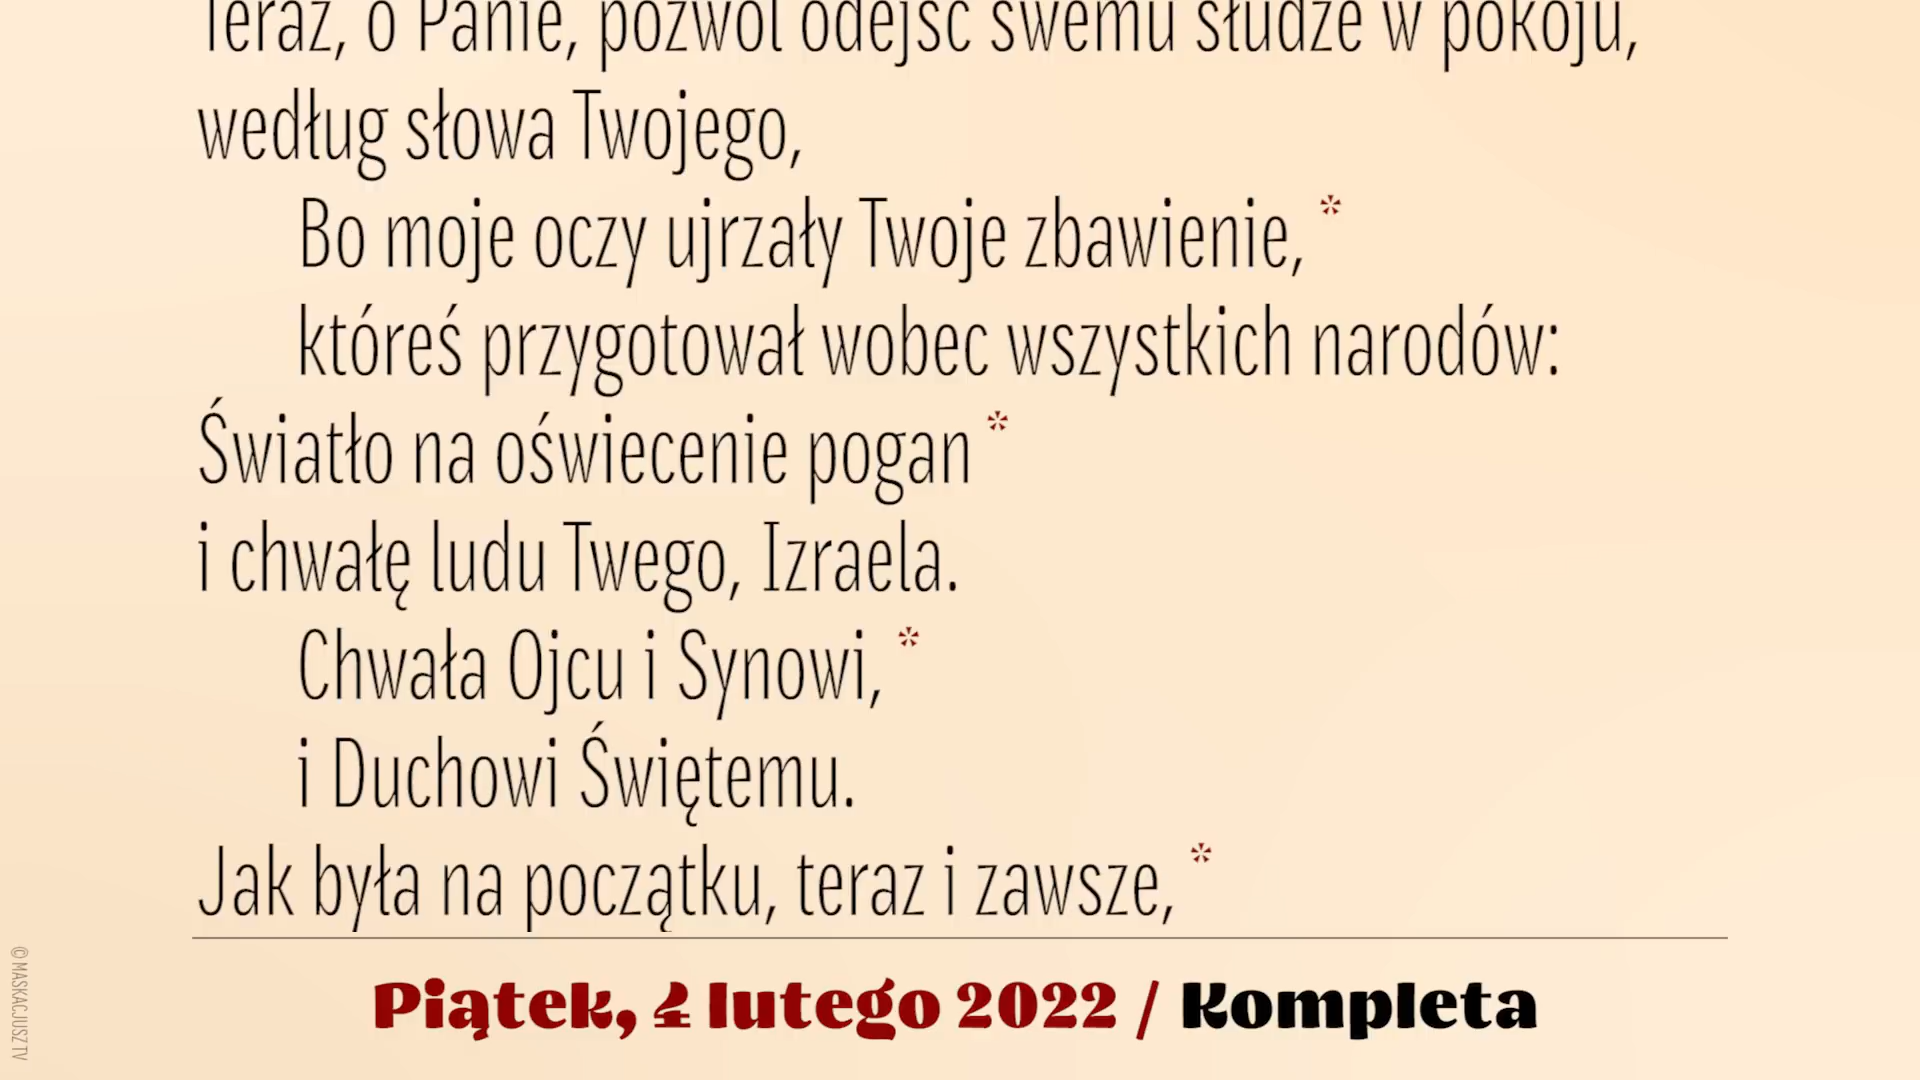 Teraz, o Panie, pozwól odejść swemu słudze w pokoju,
według słowa Twojego,
Bo moje oczy ujrzały Twoje zbawienie, *
któreś przygotował wobec wszystkich narodów:
Światło na oświecenie pogan *
i chwałę ludu Twego, Izraela.
Chwała Ojcu i Synowi, *
i Duchowi Świętemu.
Jak była na początku, teraz i zawsze, *
Piątek, 4 lutego 2022 / Kompleta
© MASKACJUSZ TV